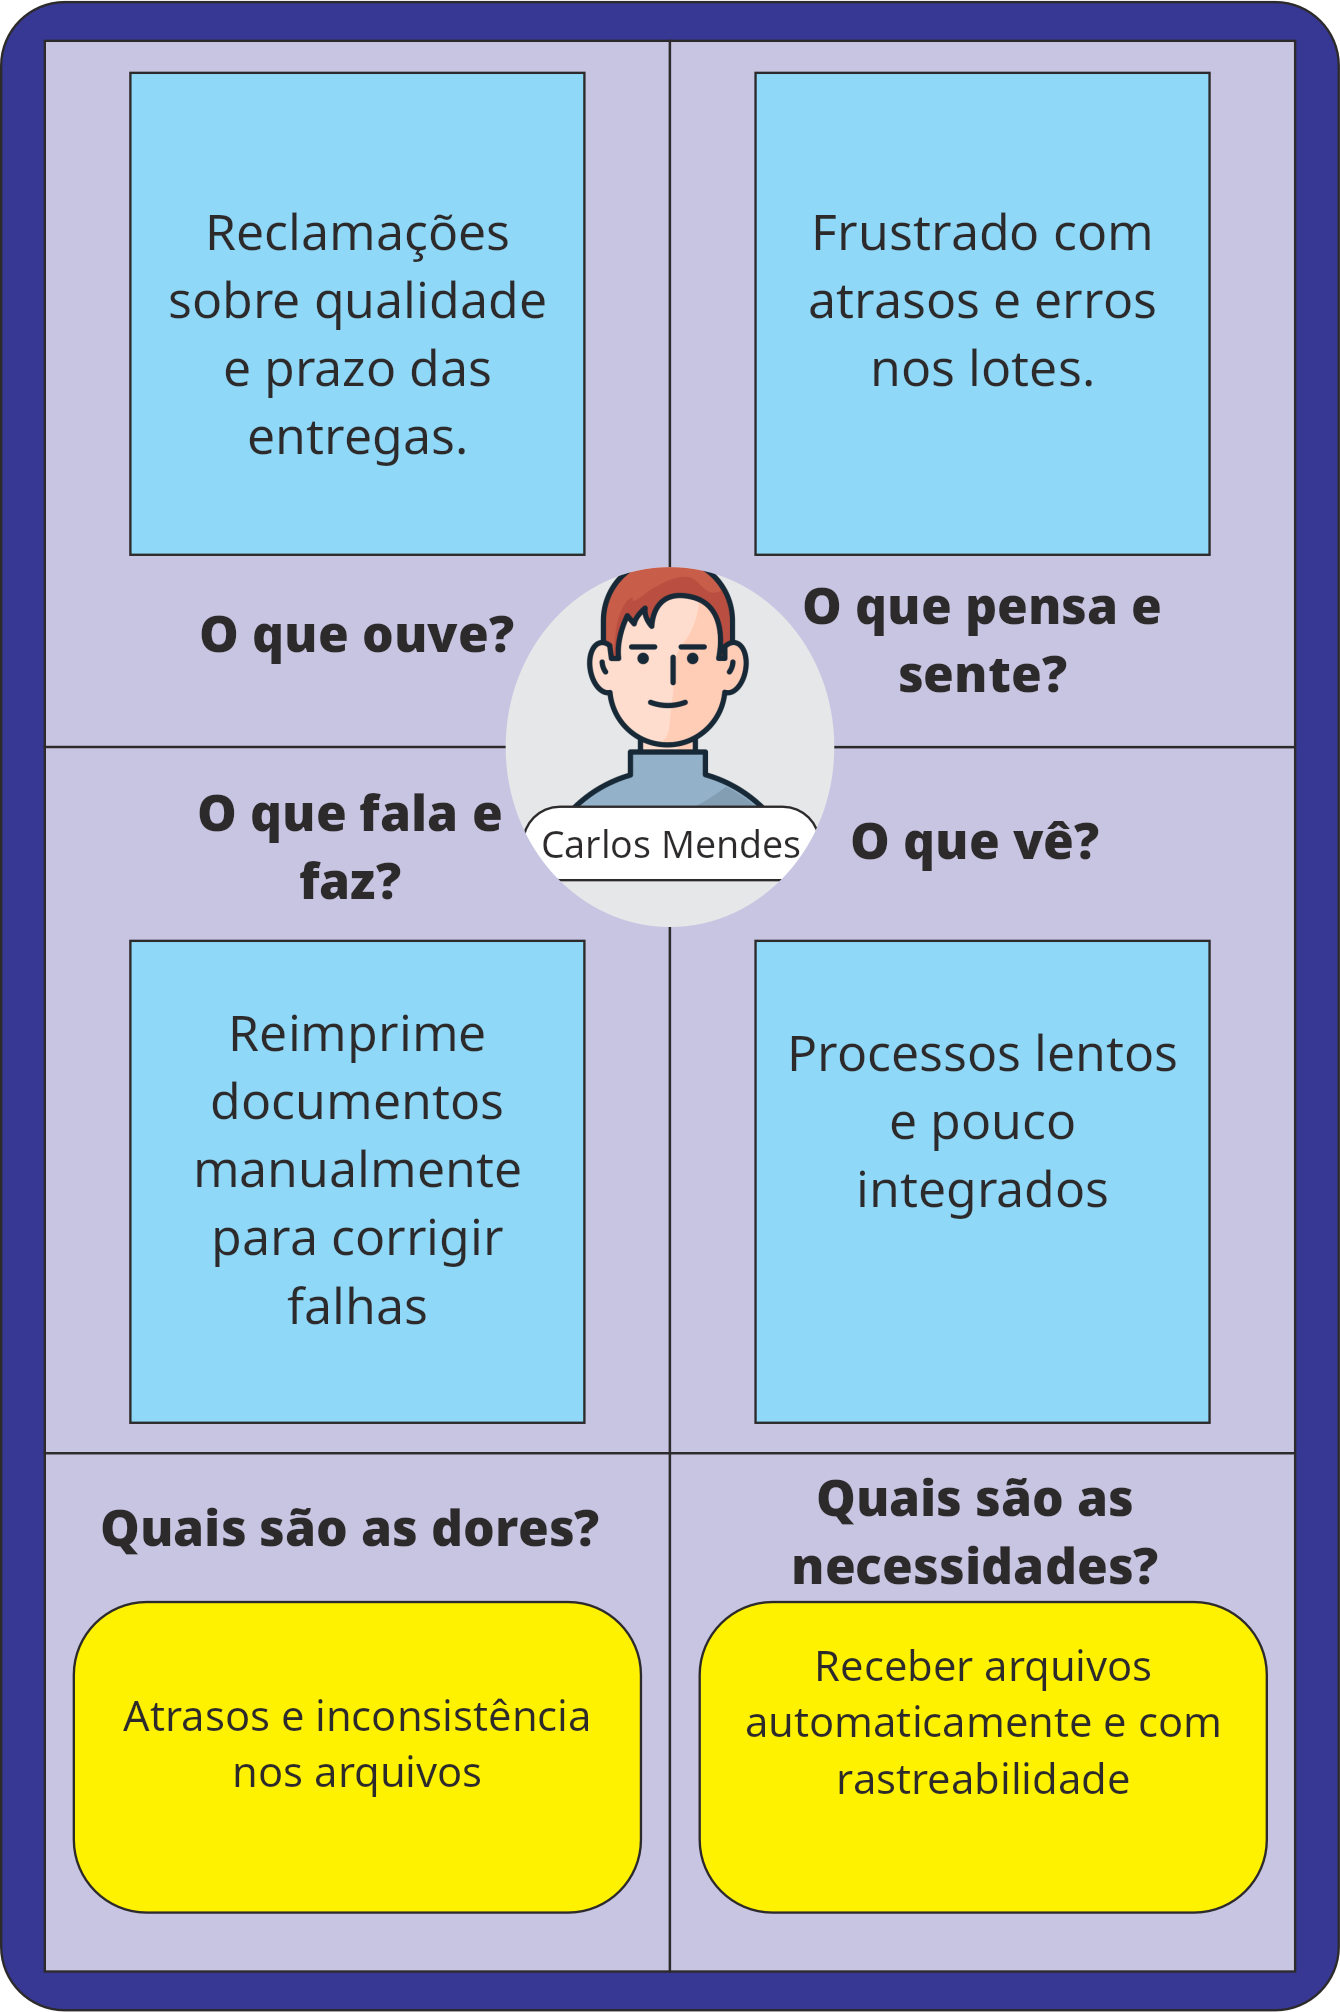 Reclamações
sobre qualidade
e prazo das
entregas.
O que ouve?
Frustrado com
atrasos e erros
nos lotes.
O que pensa e
sente?
Carlos Mendes
O que fala e
faz?
Reimprime
documentos
manualmente
para corrigir
falhas
O que vê?
Processos lentos
e pouco
integrados
Quais são as dores?
Atrasos e inconsistência
nos arquivos
Quais são as
necessidades?
Receber arquivos
automaticamente e com
rastreabilidade